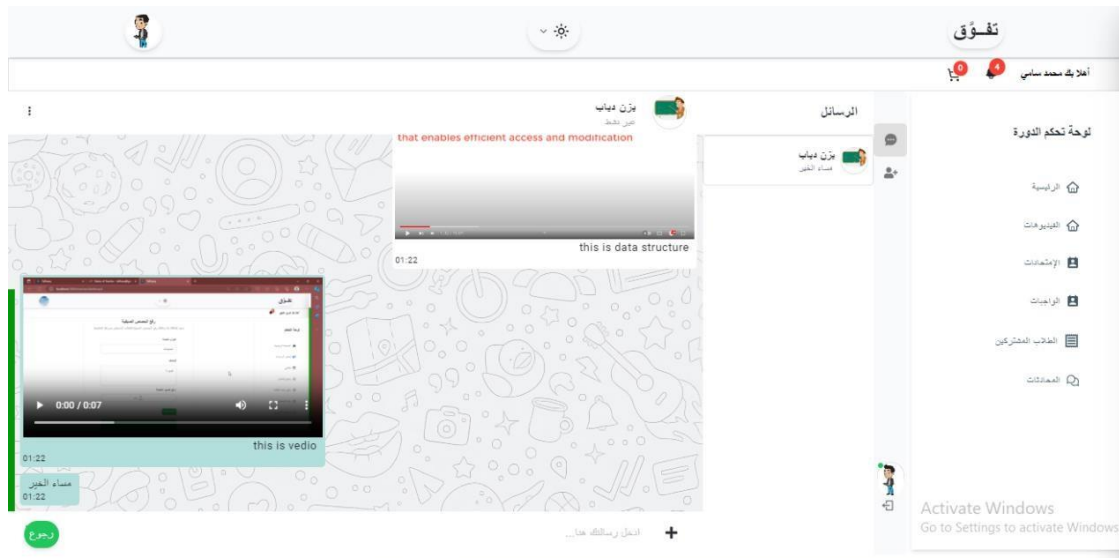 تفــوَّق
أهلا بك محمد سامي
4
0
لوحة تحكم الدورة
الرئيسية
الفيديوهات
الإمتحانات
الواجبات
الطلاب المشتركين
المحادثات
الرسائل
يزن دياب
مساء الخير
يزن دياب
غير نشط
that enables efficient access and modification
this is data structure
01:22
0:00 / 0:07
this is vedio
01:22
مساء الخير
01:22
ادخل رسالتك هنا...
رجوع
Activate Windows
Go to Settings to activate Windows